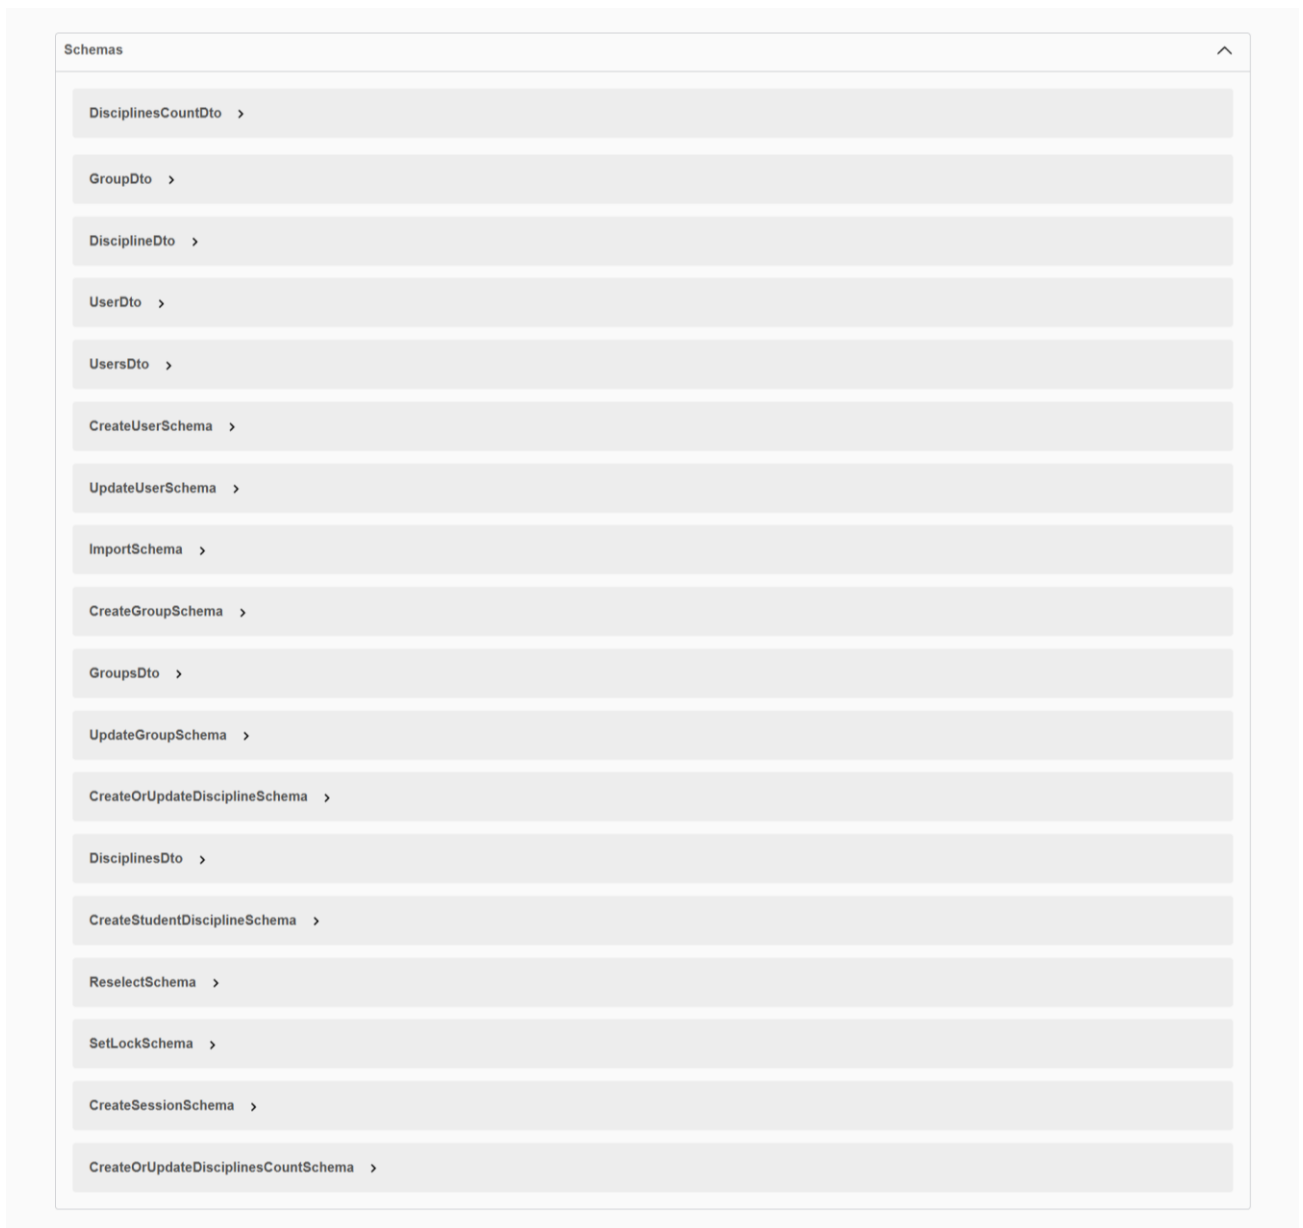 Schemas
DisciplinesCountDto
GroupDto
DisciplineDto
UserDto
UsersDto
CreateUserSchema
UpdateUserSchema
ImportSchema
CreateGroupSchema
GroupsDto
UpdateGroupSchema
CreateOrUpdateDisciplineSchema
DisciplinesDto
CreateStudentDisciplineSchema
ReselectSchema
SetLockSchema
CreateSessionSchema
CreateOrUpdateDisciplinesCountSchema